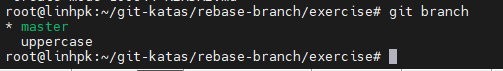 root@linhpk:~/git-katas/rebase-branch/exercise# git branch
* master
  uppercase
root@linhpk:~/git-katas/rebase-branch/exercise#